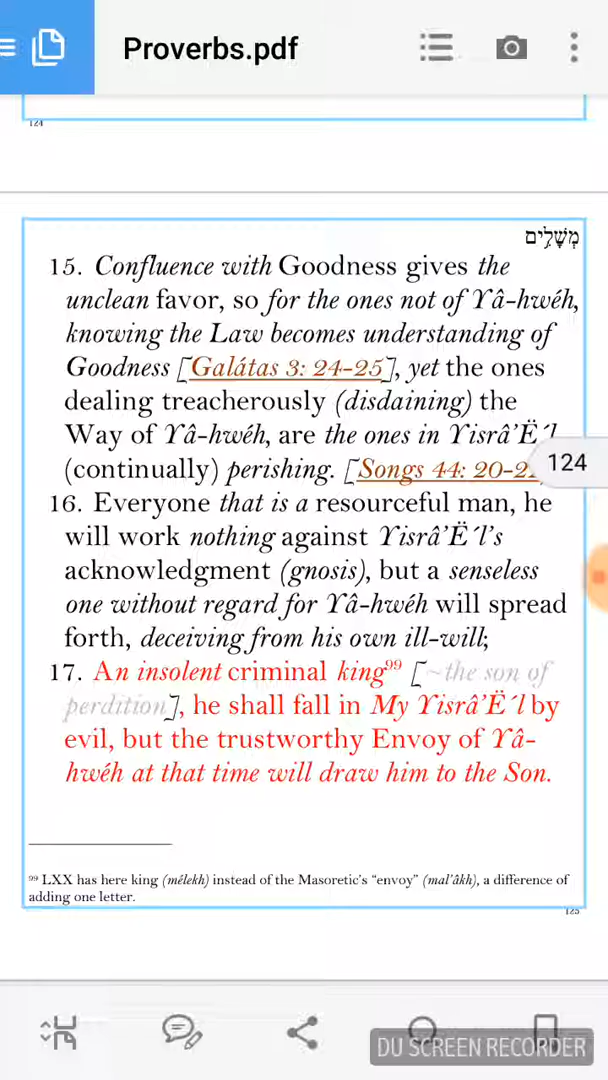 Proverbs.pdf
124
מְשָׁלִים
15. Confluence with Goodness gives the
unclean favor, so for the ones not of Yâ-hwéh,
knowing the Law becomes understanding of
Goodness [Galátas 3: 24-25], yet the ones
dealing treacherously (disdaining) the
Way of Yâ-hwéh, are the ones in Yisrâ’Ë´l
(continually) perishing. [Songs 44: 20-2
124
16. Everyone that is a resourceful man, he
will work nothing against Yisrâ’Ë´l’s
acknowledgment (gnosis), but a senseless
one without regard for Yâ-hwéh will spread
forth, deceiving from his own ill-will;
17. An insolent criminal king⁹⁹ [~the son of
perdition], he shall fall in My Yisrâ’Ë´l by
evil, but the trustworthy Envoy of Yâ-
hwéh at that time will draw him to the Son.
⁹⁹ LXX has here king (mélekh) instead of the Masoretic’s “envoy” (mal’âkh), a difference of
adding one letter.
125
DU SCREEN RECORDER